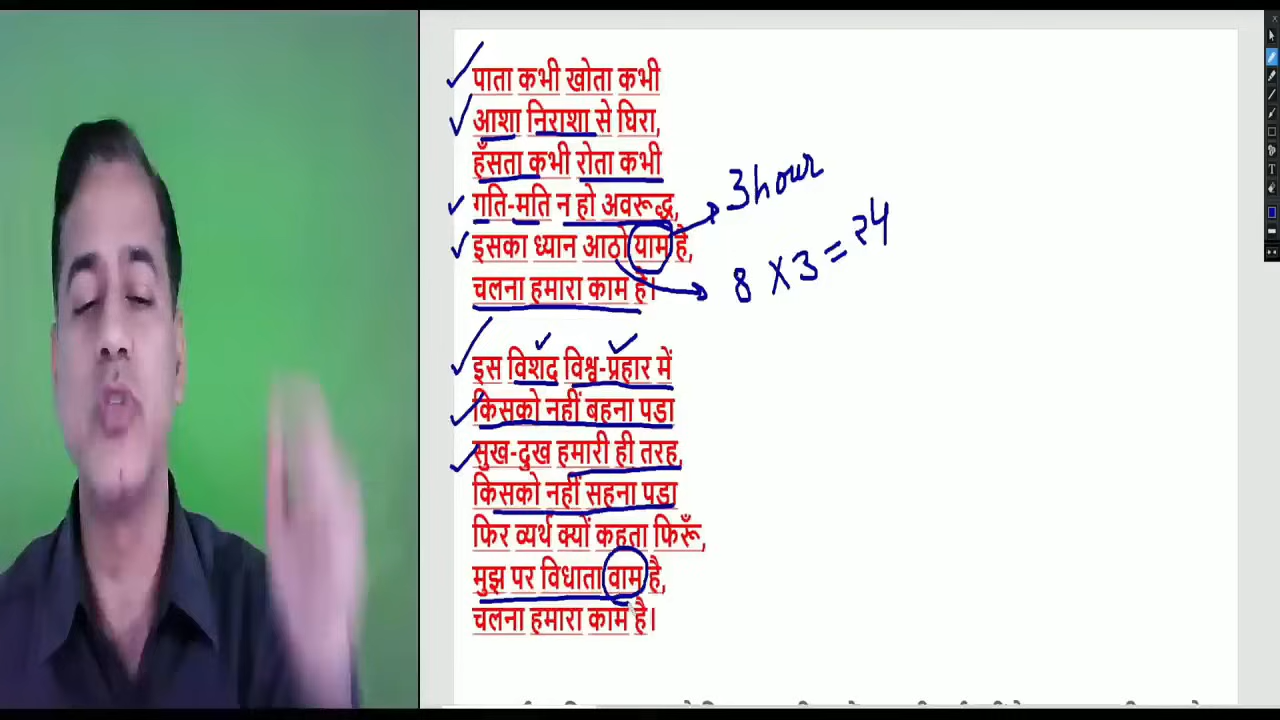 पाता कभी खोता कभी
आशा निराशा से घिरा,
हँसता कभी रोता कभी
गति-मति न हो अवरूद्ध,
इसका ध्यान आठो याम है,
चलना हमारा काम है।
3 hour
8 X 3 = 24
इस विशद विश्व-प्रहार में
किसको नहीं बहना पडा
सुख-दुख हमारी ही तरह,
किसको नहीं सहना पडा
फिर व्यर्थ क्यों कहता फिरूँ,
मुझ पर विधाता वाम है,
चलना हमारा काम है।